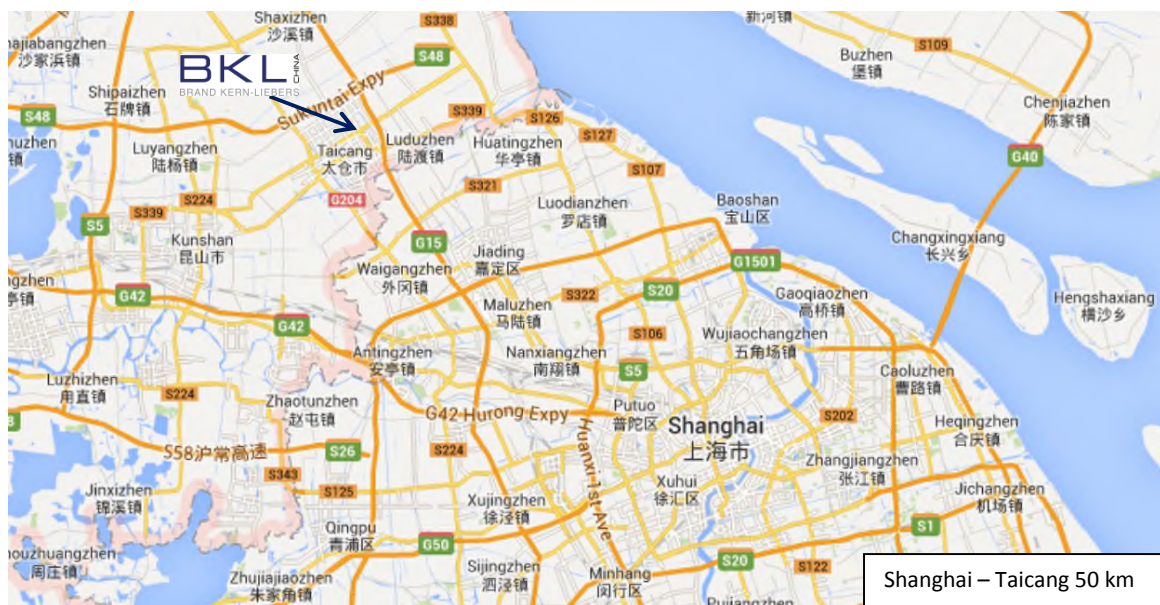 Shaxizhen
沙溪镇
S338
新河镇
Buzhen
堡镇
S109
沙家浜镇
BKL
CHINA
BRAND KERN-LIEBERS
S48
Shipaizhen
石牌镇
Sukuntai Expy
S48
S339
S126
S127
Chenjiazhen
陈家镇
Luyangzhen
陆杨镇
Taicang
太仓市
Luduzhen
陆渡镇
Huatingzhen
华亭镇
G40
S321
S107
S224
G204
Luodianzhen
罗店镇
Baoshan
宝山区
S339
S5
Kunshan
昆山市
G15
Jiading
嘉定区
Changxingxiang
长兴乡
G1501
Waigangzhen
外冈镇
G42
S322
S20
Gaoqiaozhen
高桥镇
Hengshaxiang
横沙乡
Maluzhen
马陆镇
G42
S106
Wujiaochangzhen
五角场镇
Antingzhen
安亭镇
Nanxiangzhen
南翔镇
S5
Caoluzhen
曹路镇
Luzhizhen
甪直镇
S224
Zhaotunzhen
赵屯镇
G42 Hurong Expy
Putuo
普陀区
Shanghai
上海市
S202
Heqingzhen
合庆镇
S58沪常高速
S26
S224
Huanxi 1st Ave
S343
Zhangjiangzhen
张江镇
Jinxizhen
锦溪镇
S125
Xujingzhen
徐泾镇
Xuhui
徐汇区
Jichangzhen
机场镇
Qingpu
青浦区
G50
S1
周庄镇
Zhujiajiaozhen
朱家角镇
Sijingzhen
泗泾镇
Minhang
闵行区
S20
S122
Pujiangzhen
Shanghai – Taicang 50 km